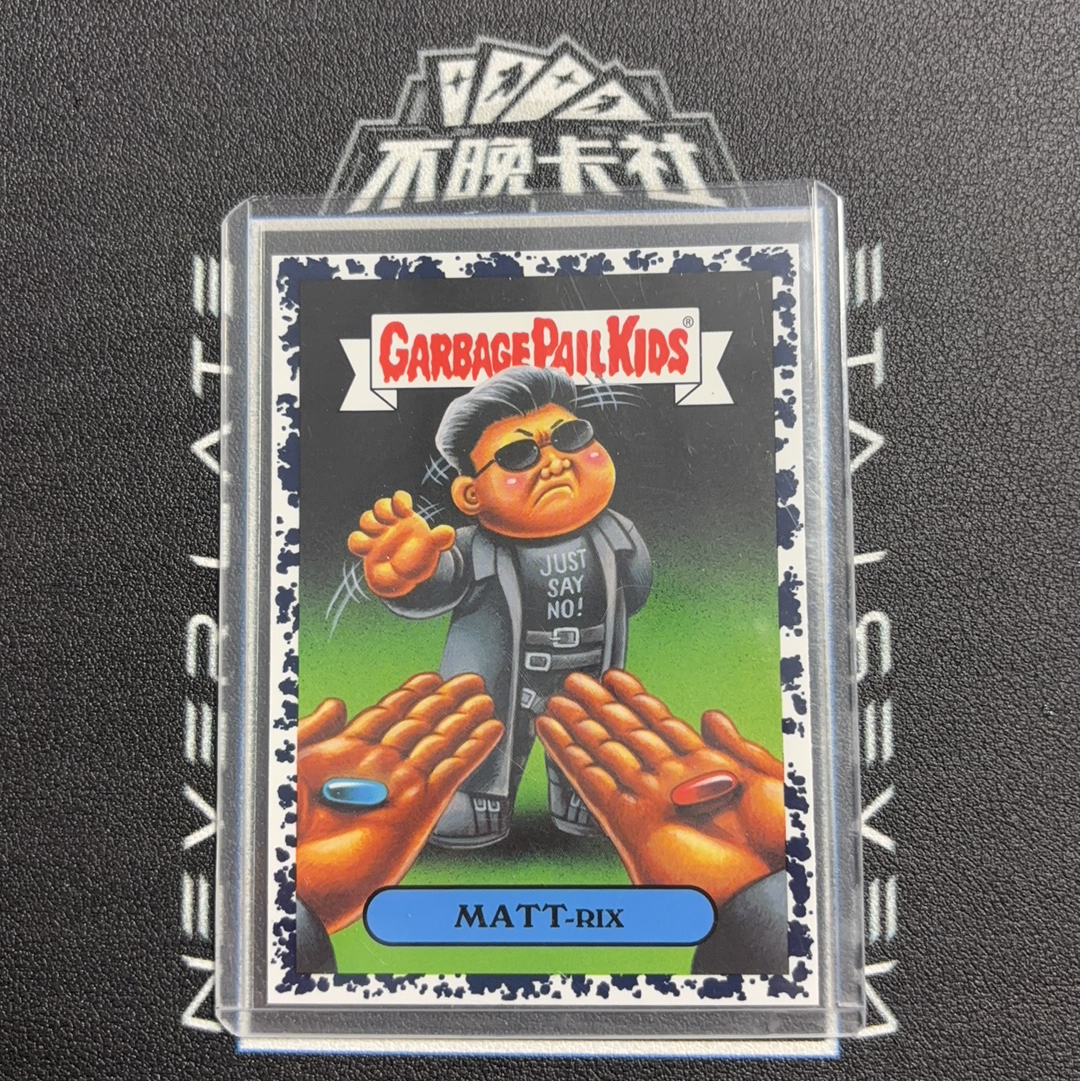 不晚卡社
GARBAGE PAIL KIDS®
JUST
SAY
NO!
MATT-RIX